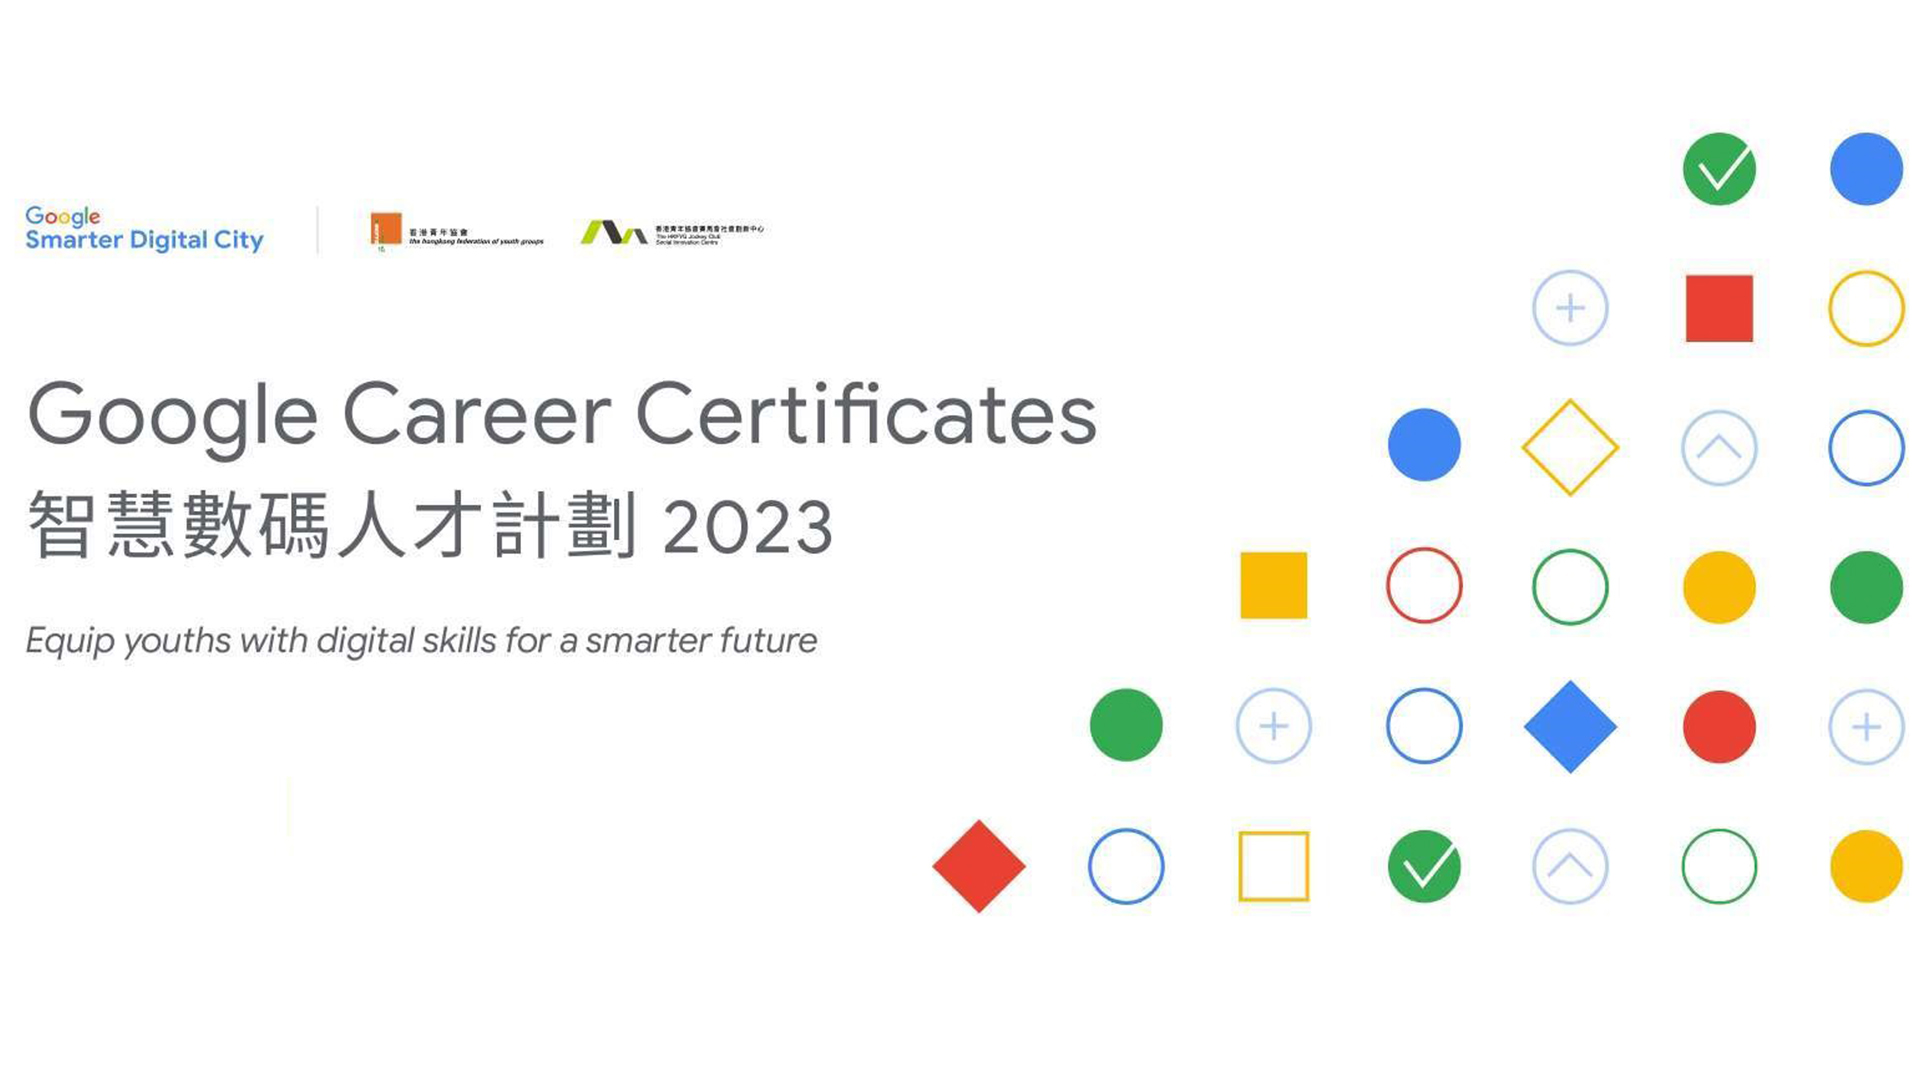 Google
Smarter Digital City
香港青年協會
the hongkong federation of youth groups
香港青年協會賽馬會社會創新中心
The HKFYG Jockey Club
Social Innovation Centre
Google Career Certificates
智慧數碼人才計劃 2023
Equip youths with digital skills for a smarter future